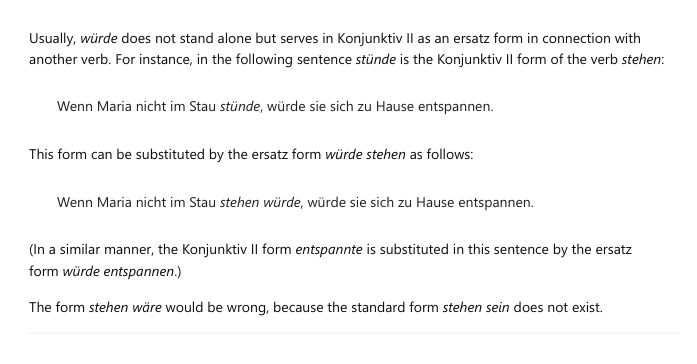 Usually, würde does not stand alone but serves in Konjunktiv II as an ersatz form in connection with
another verb. For instance, in the following sentence stünde is the Konjunktiv II form of the verb stehen:
Wenn Maria nicht im Stau stünde, würde sie sich zu Hause entspannen.
This form can be substituted by the ersatz form würde stehen as follows:
Wenn Maria nicht im Stau stehen würde, würde sie sich zu Hause entspannen.
(In a similar manner, the Konjunktiv II form entspannte is substituted in this sentence by the ersatz
form würde entspannen.)
The form stehen wäre would be wrong, because the standard form stehen sein does not exist.